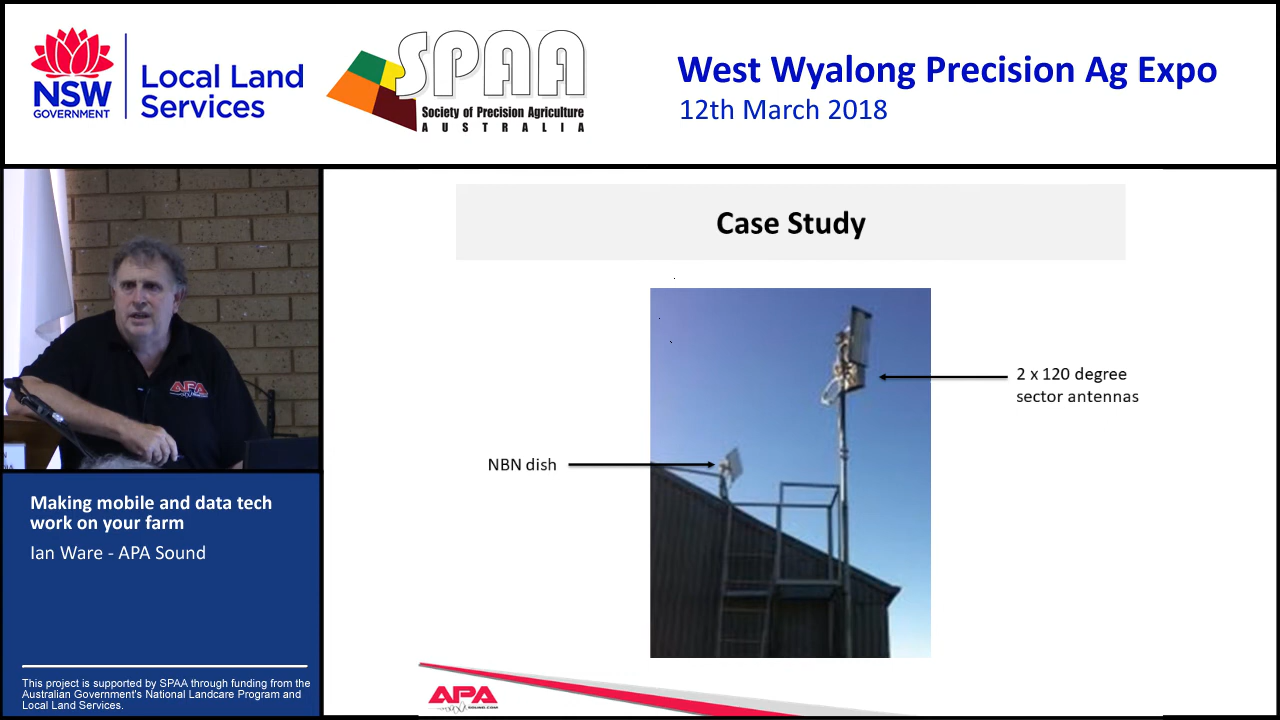 NSW
GOVERNMENT
Local Land
Services
SPAA
Society of Precision Agriculture
AUSTRALIA
West Wyalong Precision Ag Expo
12th March 2018
APA
Making mobile and data tech
work on your farm
Ian Ware - APA Sound
This project is supported by SPAA through funding from the
Australian Government's National Landcare Program and
Local Land Services.
Case Study
2 x 120 degree
sector antennas
NBN dish
APA